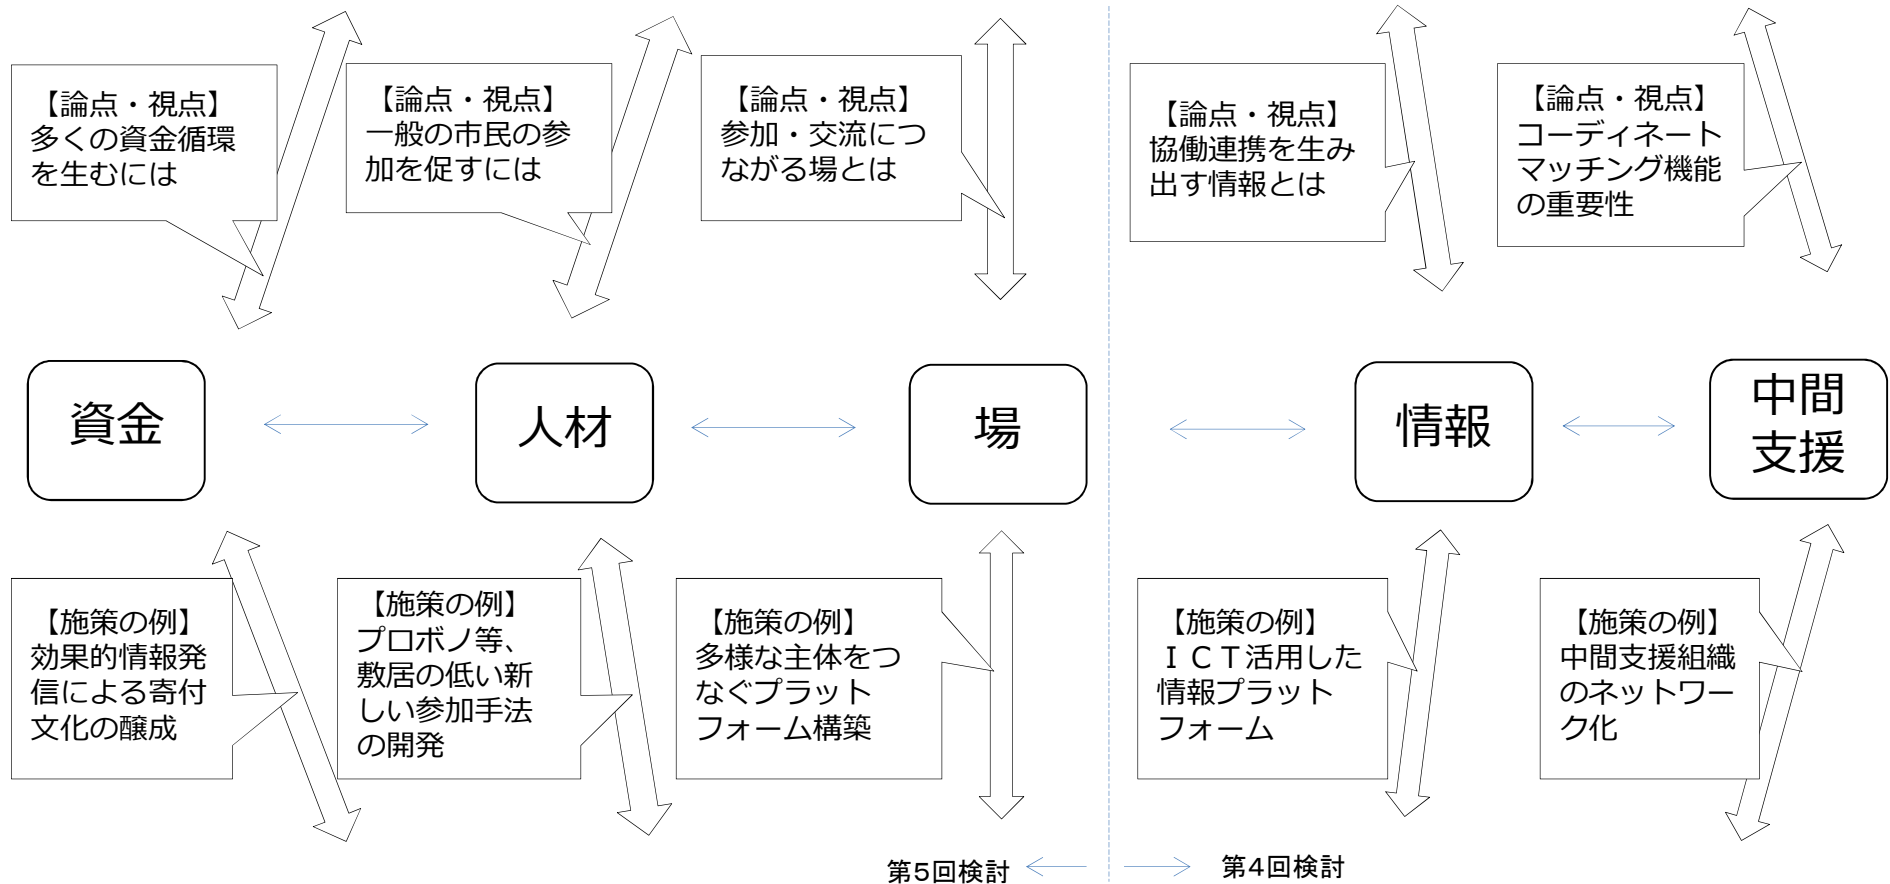 【論点・視点】
多くの資金循環
を生むには
【論点・視点】
一般の市民の参
加を促すには
【論点・視点】
参加・交流につ
ながる場とは
【論点・視点】
協働連携を生み
出す情報とは
【論点・視点】
コーディネート
マッチング機能
の重要性
資金
人材
場
情報
中間
支援
【施策の例】
効果的情報発
信による寄付
文化の醸成
【施策の例】
プロボノ等、
敷居の低い新
しい参加手法
の開発
【施策の例】
多様な主体をつ
なぐプラット
フォーム構築
【施策の例】
ＩＣＴ活用した
情報プラット
フォーム
【施策の例】
中間支援組織
のネットワー
ク化
第5回検討
第4回検討